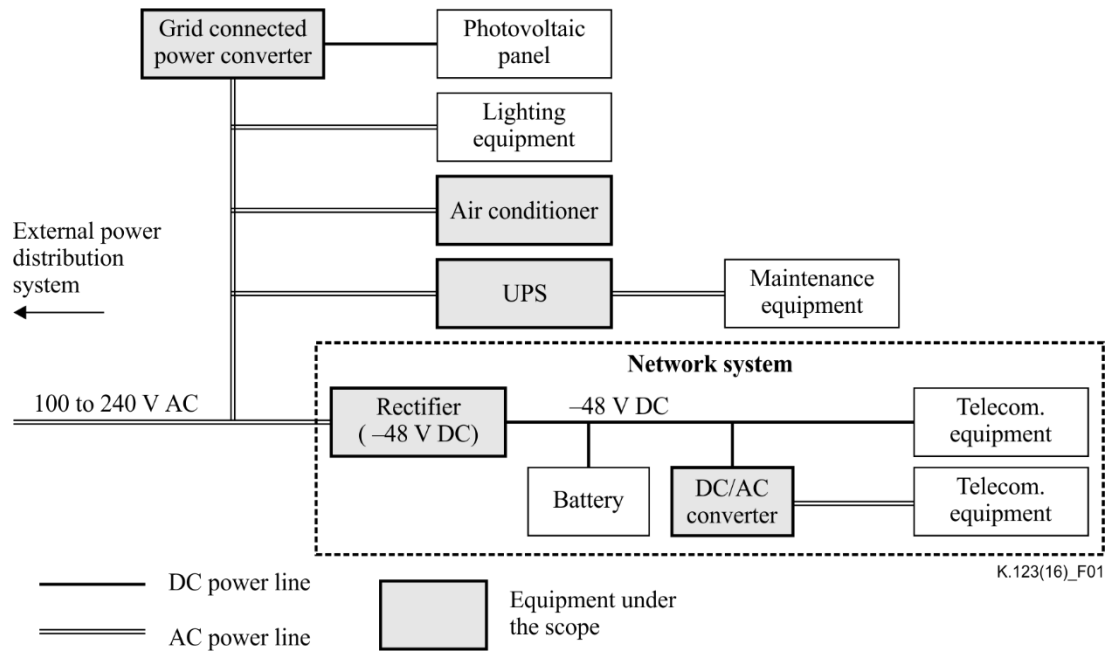 Grid connected
power converter
Photovoltaic
panel
Lighting
equipment
Air conditioner
External power
distribution
system
UPS
Maintenance
equipment
Network system
100 to 240 V AC
Rectifier
( –48 V DC)
–48 V DC
Telecom.
equipment
Battery
DC/AC
converter
Telecom.
equipment
K.123(16)_F01
DC power line
AC power line
Equipment under
the scope